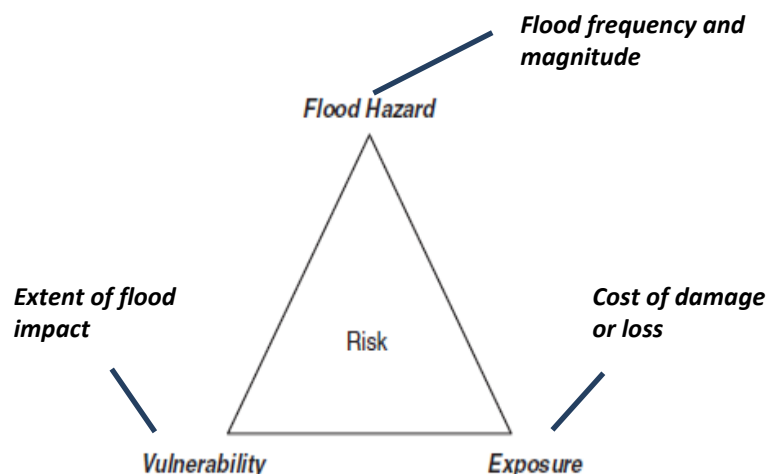 Flood frequency and
magnitude
Flood Hazard
Extent of flood
impact
Cost of damage
or loss
Risk
Vulnerability
Exposure